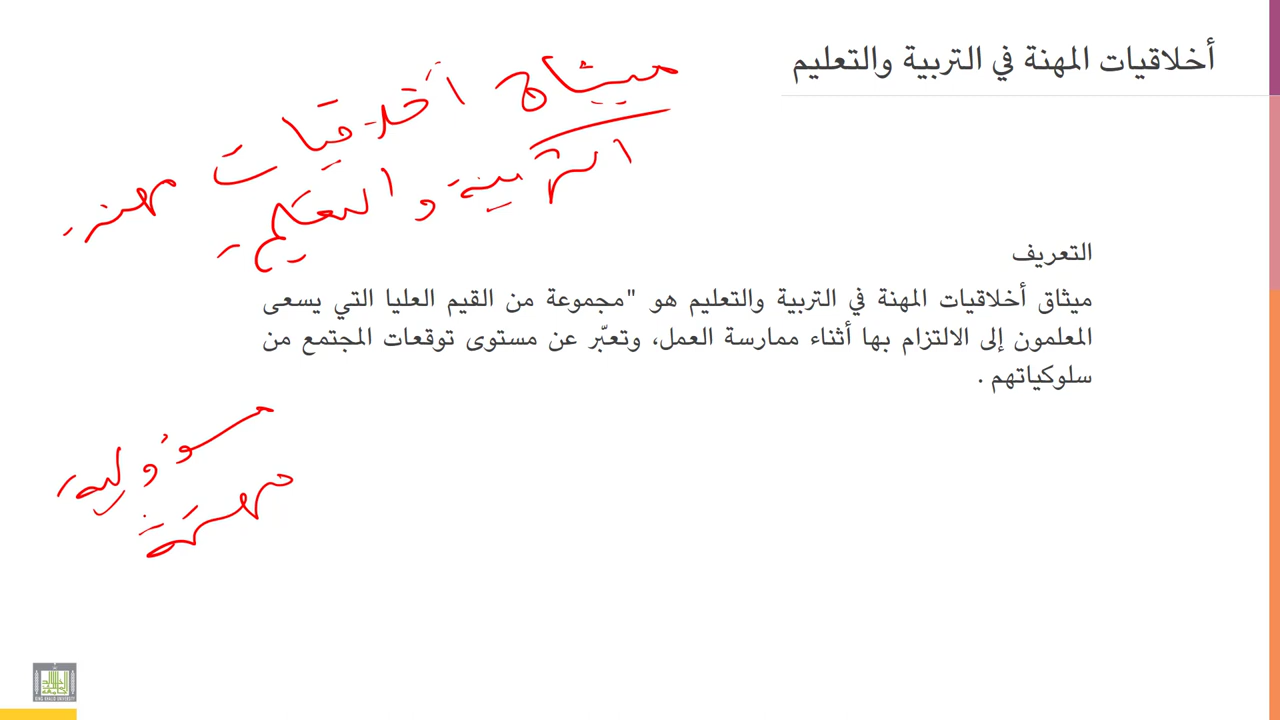 أخلاقيات المهنة في التربية والتعليم
ميثاق أخلاقيات مهنة
التربية والتعليم
التعريف
ميثاق أخلاقيات المهنة في التربية والتعليم هو "مجموعة من القيم العليا التي يسعى
المعلمون إلى الالتزام بها أثناء ممارسة العمل، وتعبّر عن مستوى توقعات المجتمع من
سلوكياتهم .
مسؤولية
مهنية